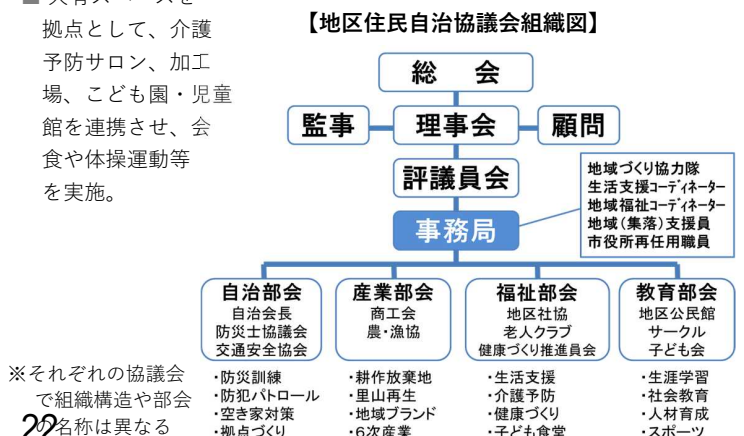 ■ 共有スペースを
拠点として、介護
予防サロン、加工
場、こども園・児童
館を連携させ、会
食や体操運動等
を実施。
【地区住民自治協議会組織図】
総 会
監事 理事会 顧問
評議員会
事務局
地域づくり協力隊
生活支援コーディネーター
地域福祉コーディネーター
地域(集落)支援員
市役所再任用職員
自治部会
自治会長
防災士協議会
交通安全協会
・防災訓練
・防犯パトロール
・空き家対策
・拠点づくり
産業部会
商工会
農・漁協
・耕作放棄地
・里山再生
・地域ブランド
・6次産業
福祉部会
地区社協
老人クラブ
健康づくり推進員会
・生活支援
・介護予防
・健康づくり
・子ども食堂
教育部会
地区公民館
サークル
子ども会
・生涯学習
・社会教育
・人材育成
・スポーツ
※それぞれの協議会
で組織構造や部会
名称は異なる
22